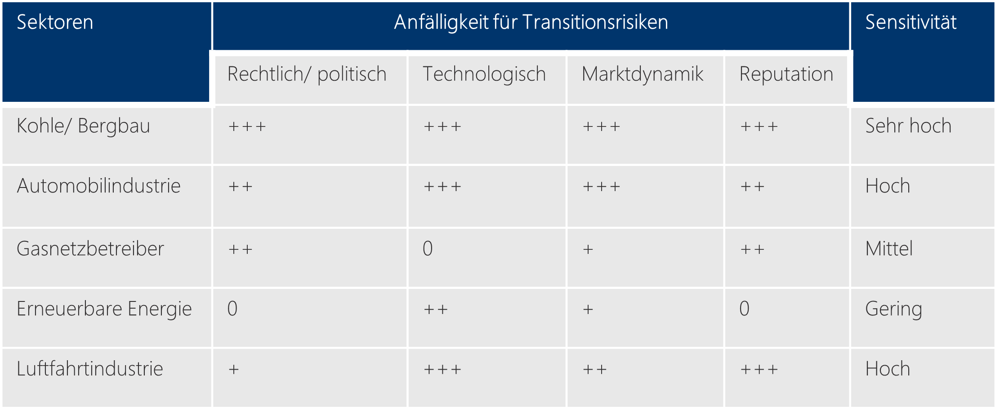 Sektoren Anfälligkeit für Transitionsrisiken Sensitivität
Rechtlich/ politisch Technologisch Marktdynamik Reputation
Kohle/ Bergbau +++ +++ +++ +++ Sehr hoch
Automobilindustrie ++ +++ +++ ++ Hoch
Gasnetzbetreiber ++ 0 + ++ Mittel
Erneuerbare Energie 0 ++ + 0 Gering
Luftfahrtindustrie + +++ ++ +++ Hoch